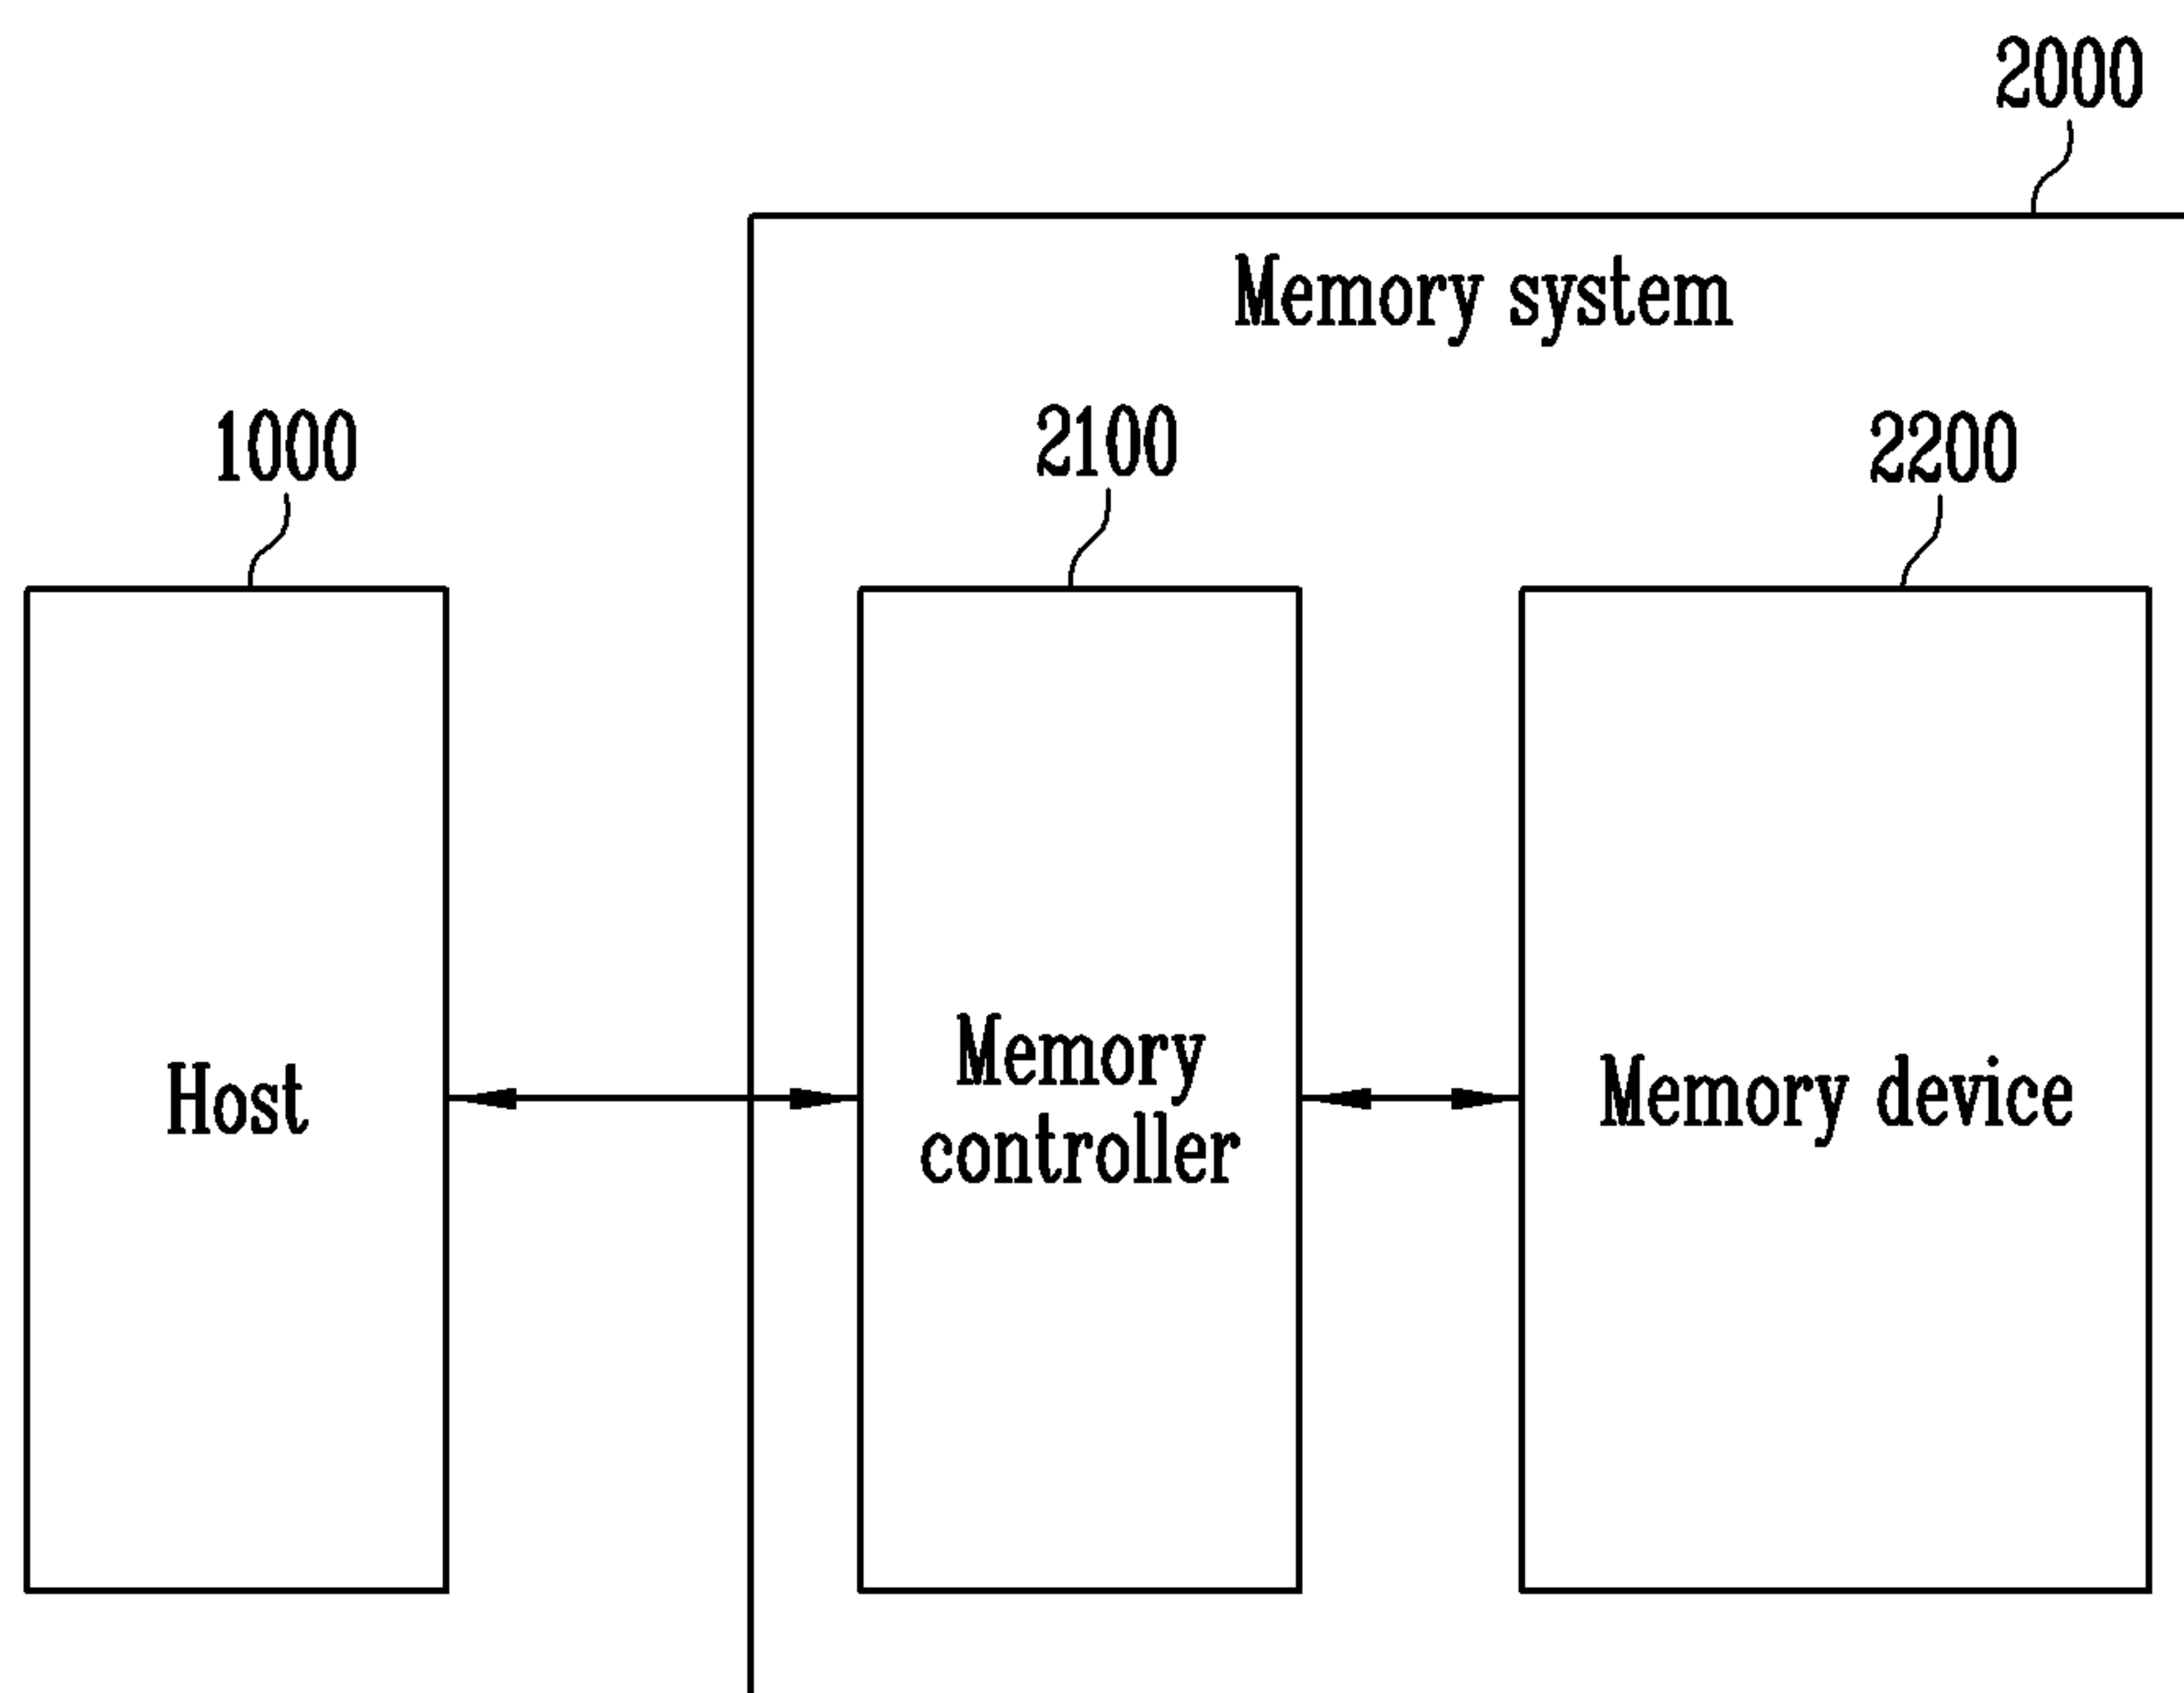 2000
Memory system
1000
2100
2200
Host
Memory
controller
Memory device